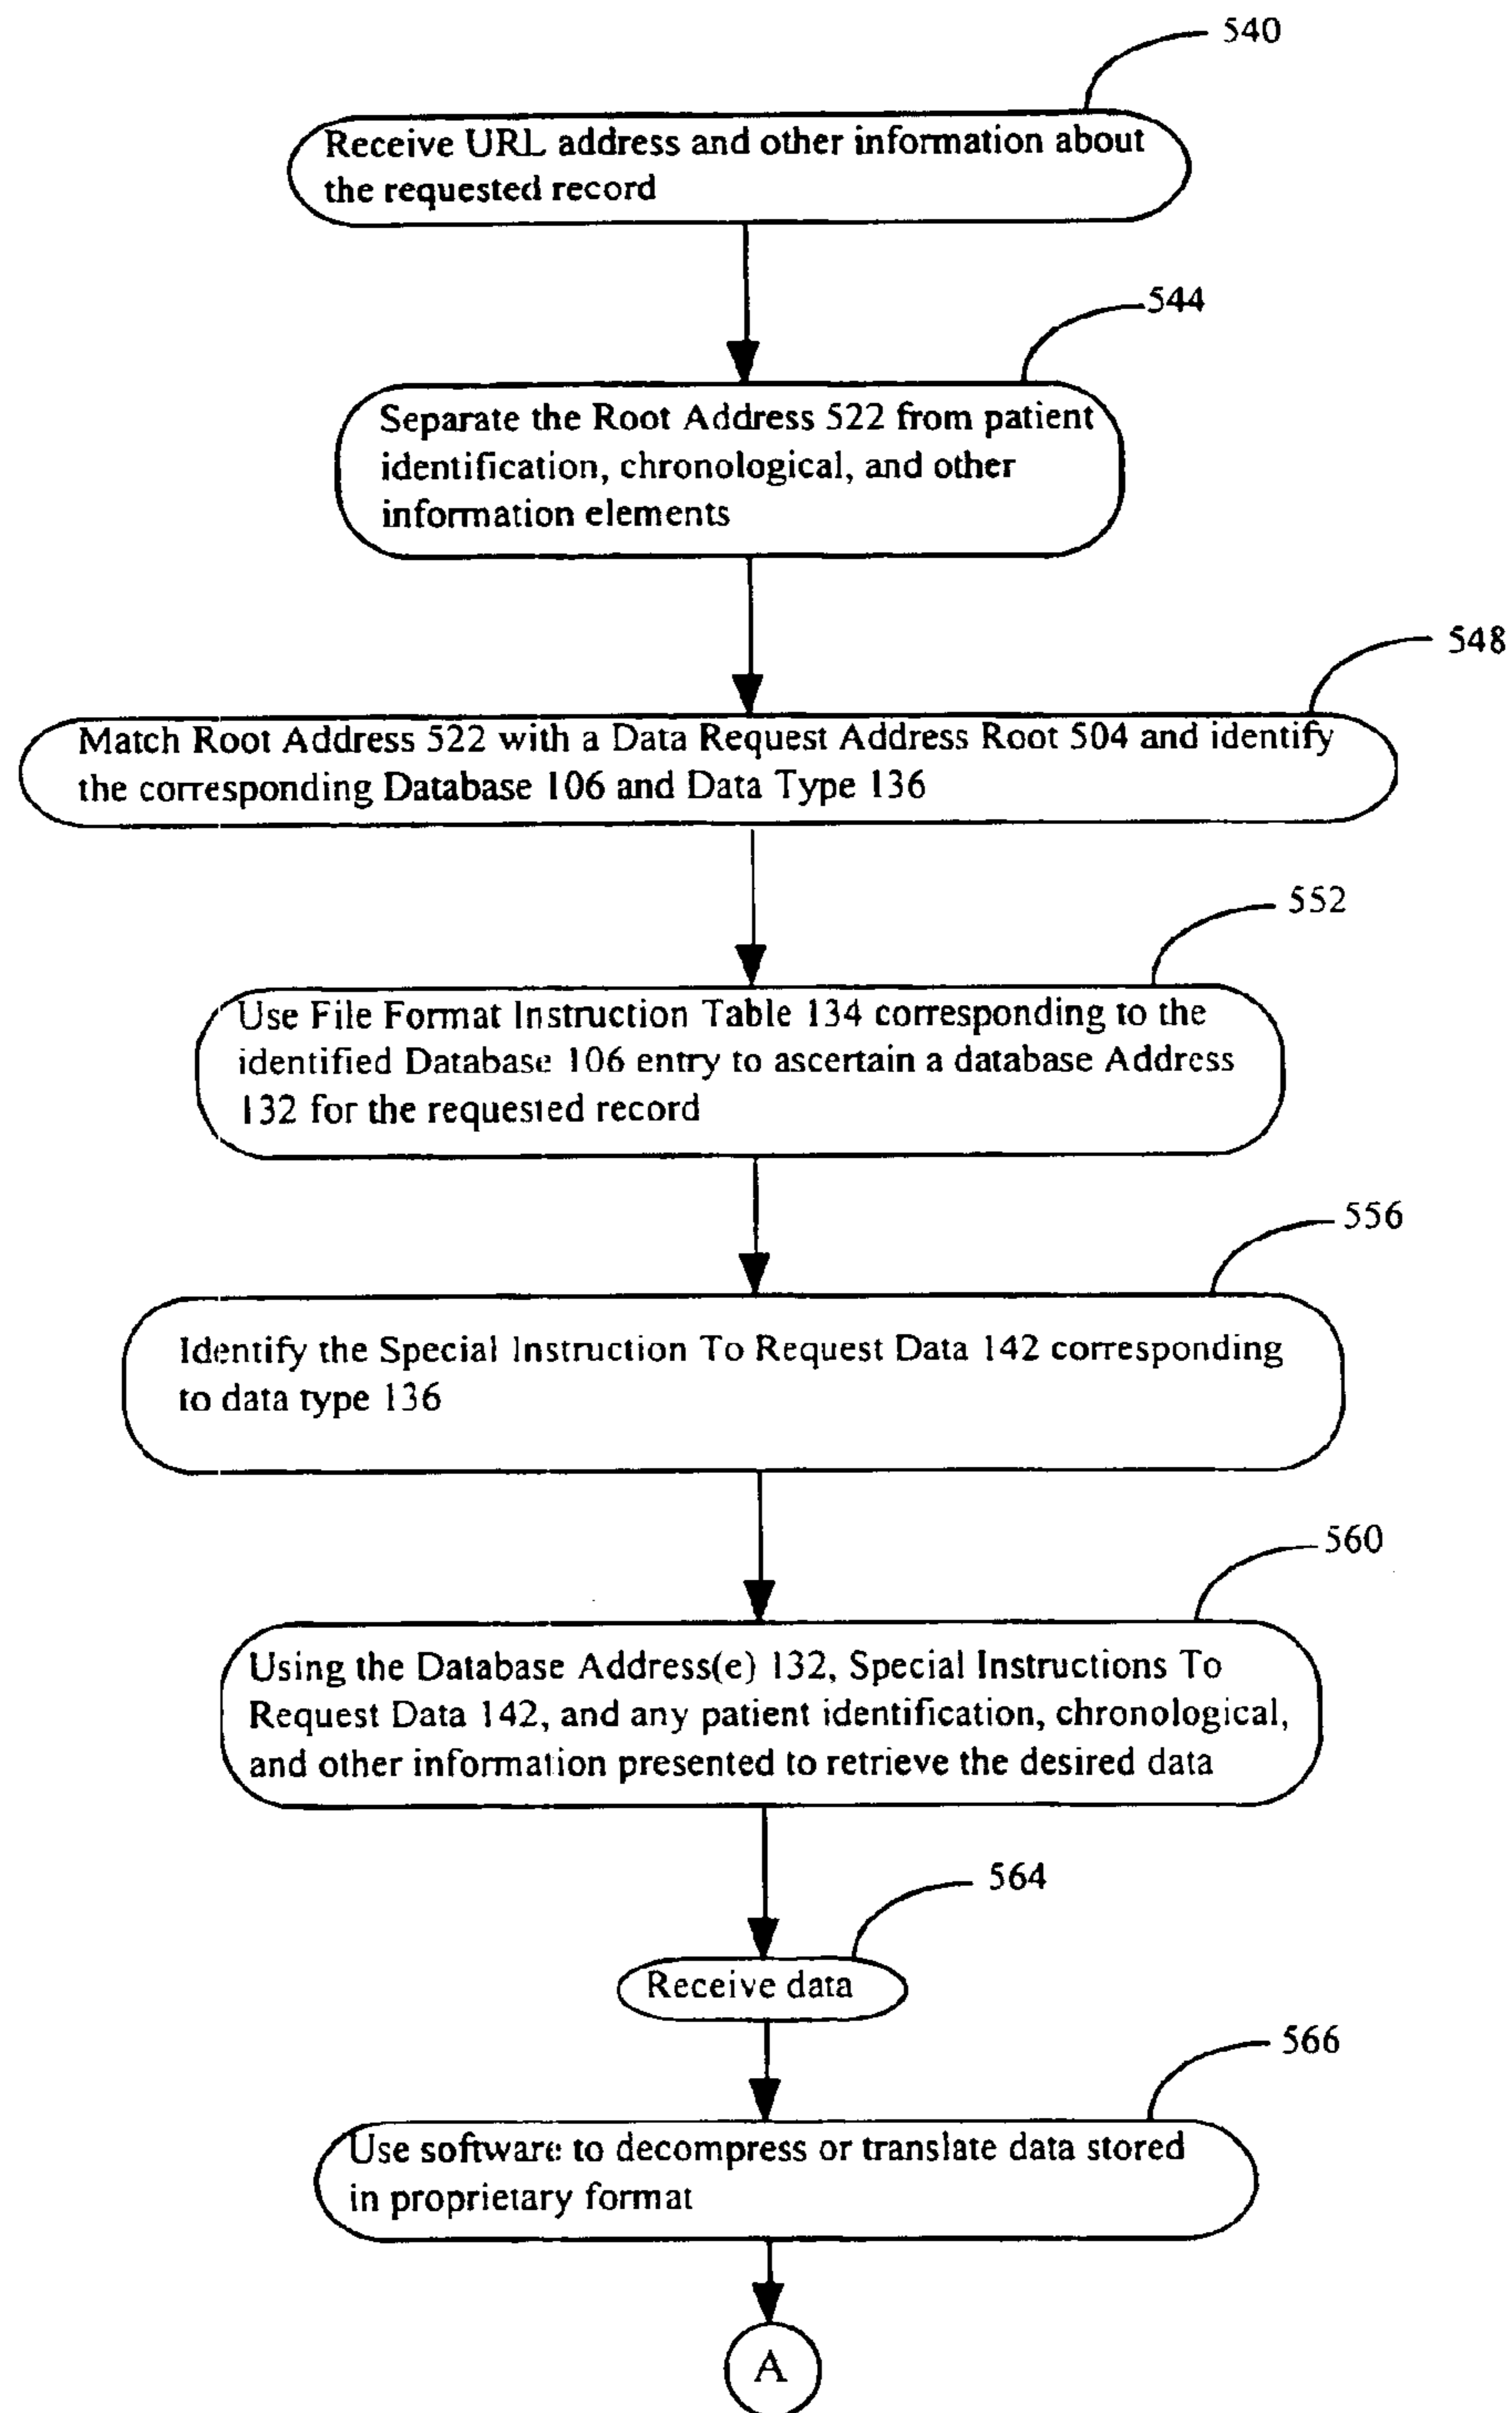 540
Receive URL address and other information about
the requested record
544
Separate the Root Address 522 from patient
identification, chronological, and other
information elements
548
Match Root Address 522 with a Data Request Address Root 504 and identify
the corresponding Database 106 and Data Type 136
552
Use File Format Instruction Table 134 corresponding to the
identified Database 106 entry to ascertain a database Address
132 for the requested record
556
Identify the Special Instruction To Request Data 142 corresponding
to data type 136
560
Using the Database Address(e) 132, Special Instructions To
Request Data 142, and any patient identification, chronological,
and other information presented to retrieve the desired data
564
Receive data
566
Use software to decompress or translate data stored
in proprietary format
A